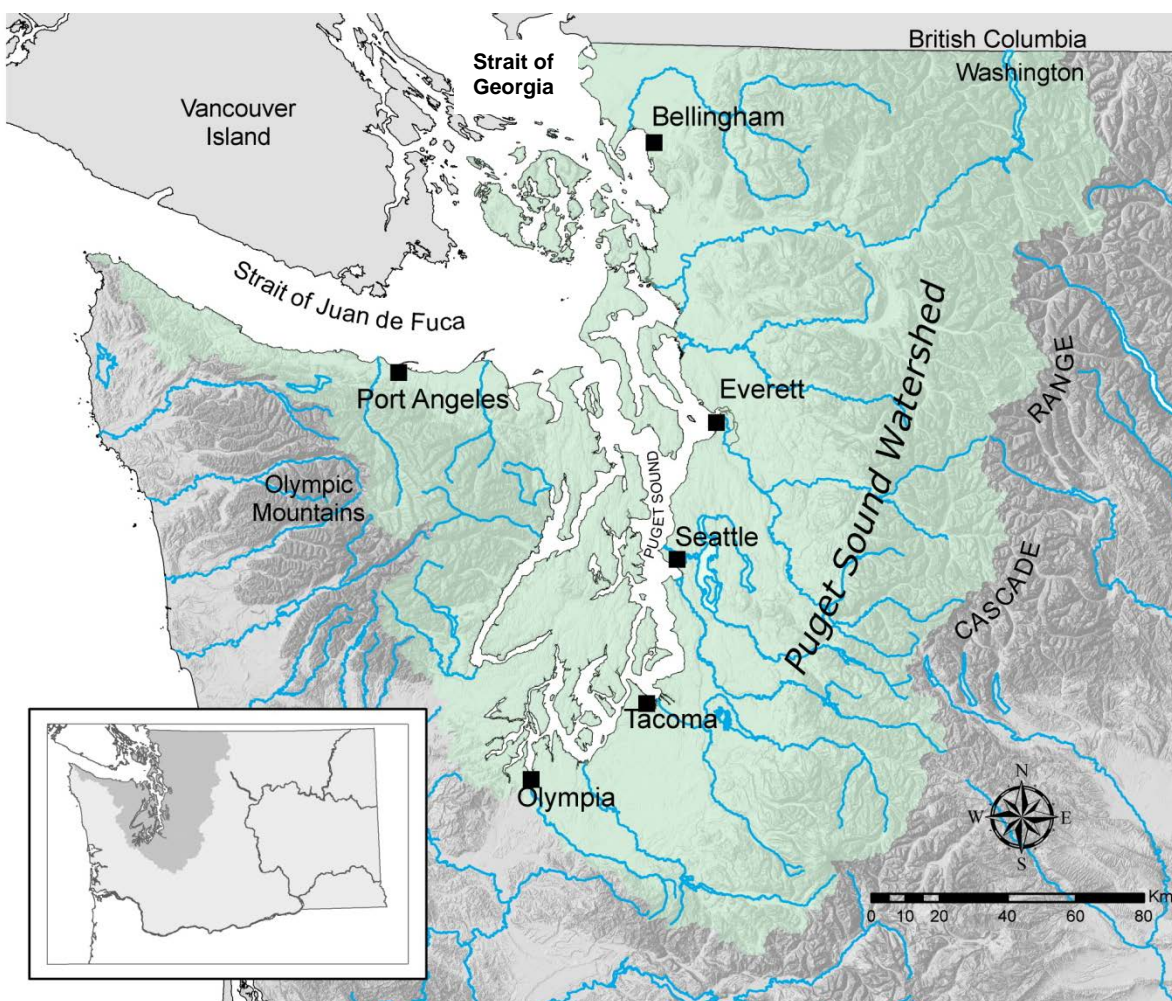 British Columbia
Washington
Strait of
Georgia
Vancouver
Island
Bellingham
Strait of Juan de Fuca
Port Angeles
Everett
Puget Sound Watershed
RANGE
CASCADE
Olympic
Mountains
PUGET SOUND
Seattle
Tacoma
Olympia
N
W
E
S
Km
0 10 20 40 60 80